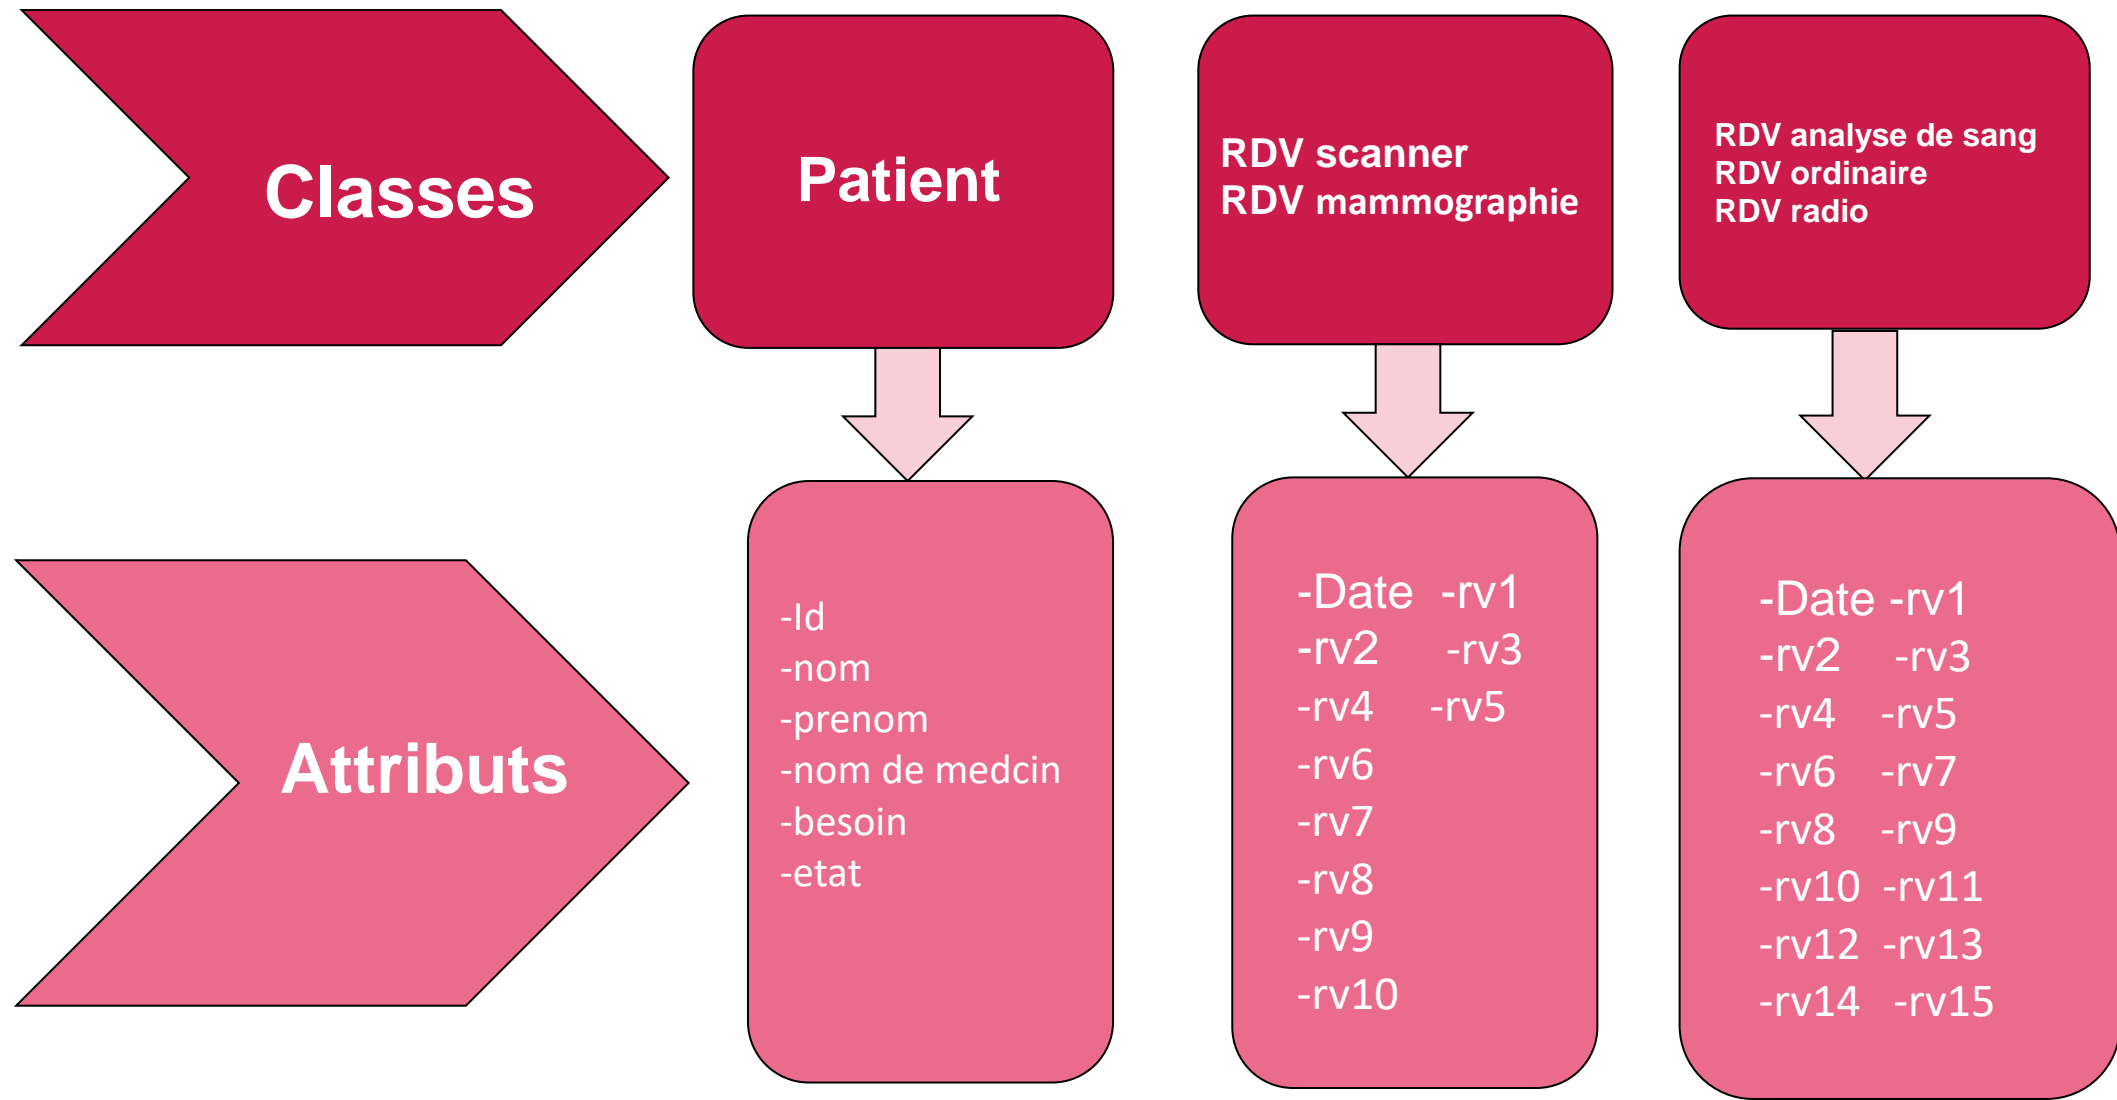 Classes
Patient
RDV scanner
RDV mammographie
RDV analyse de sang
RDV ordinaire
RDV radio
Attributs
-Id
-nom
-prenom
-nom de medcin
-besoin
-etat
-Date -rv1
-rv2 -rv3
-rv4 -rv5
-rv6
-rv7
-rv8
-rv9
-rv10
-Date -rv1
-rv2 -rv3
-rv4 -rv5
-rv6 -rv7
-rv8 -rv9
-rv10 -rv11
-rv12 -rv13
-rv14 -rv15